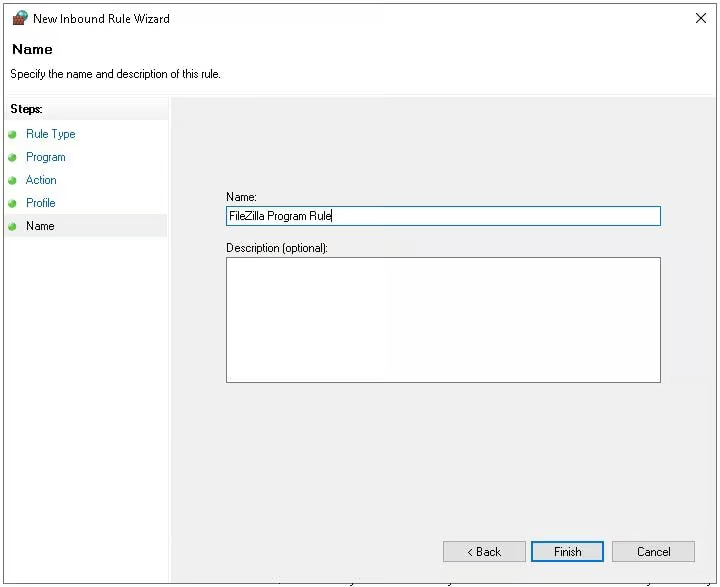 New Inbound Rule Wizard
Name
Specify the name and description of this rule.
Steps:
Rule Type
Program
Action
Profile
Name
Name:
FileZilla Program Rule
Description (optional):
< Back
Finish
Cancel